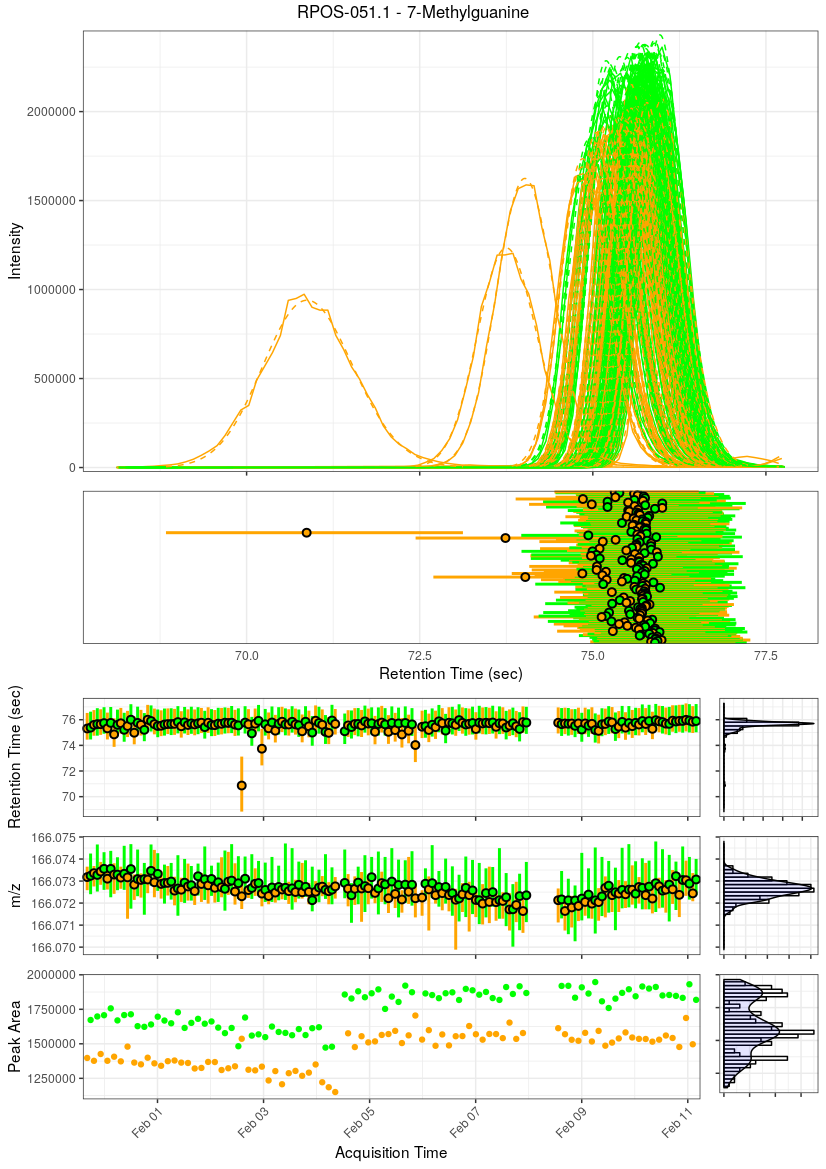 RPOS-051.1 - 7-Methylguanine
Intensity
2000000
1500000
1000000
500000
0
70.0 72.5 75.0 77.5
Retention Time (sec)
Retention Time (sec)
76
74
72
70
m/z
166.075
166.074
166.073
166.072
166.071
166.070
Peak Area
2000000
1750000
1500000
1250000
Feb 01 Feb 03 Feb 05 Feb 07 Feb 09 Feb 11
Acquisition Time